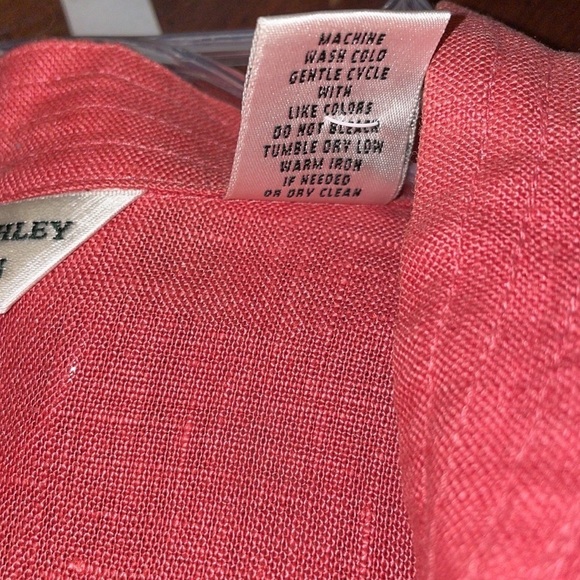 MACHINE
WASH COLD
GENTLE CYCLE
WITH
LIKE COLORS
DO NOT BLEACH
TUMBLE DRY LOW
WARM IRON
IF NEEDED
OR DRY CLEAN
HLEY